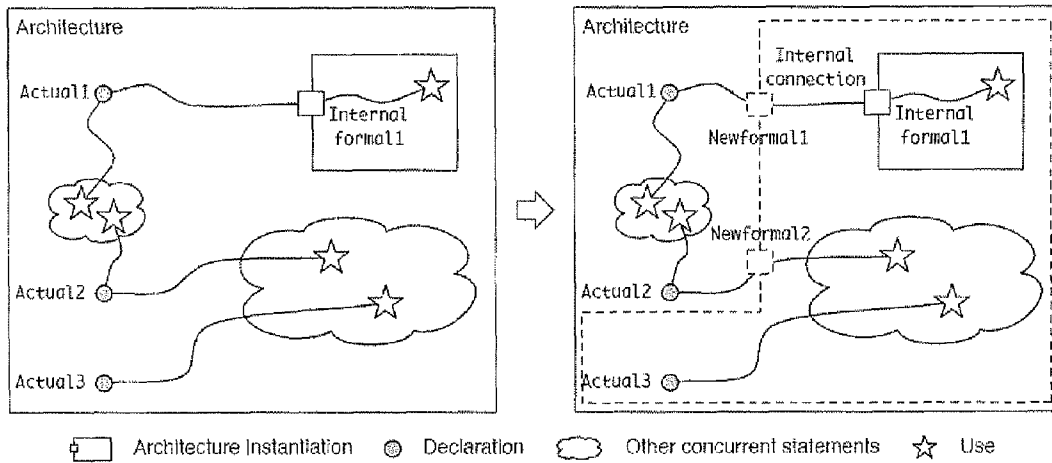 Architecture
Actual1
Internal
formal1
Actual2
Actual3
Architecture
Internal
connection
Actual1
Newformal1
Internal
formal1
Newformal2
Actual2
Actual3
Architecture Instantiation
Declaration
Other concurrent statements
Use